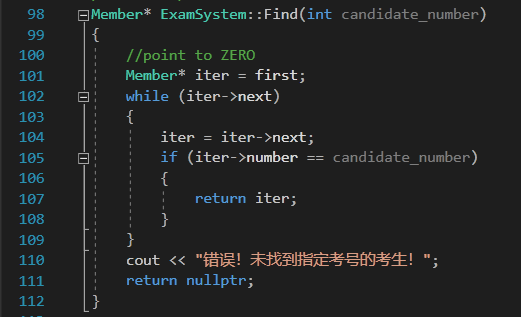 98 Member* ExamSystem::Find(int candidate_number)
99 {
100 //point to ZERO
101 Member* iter = first;
102 while (iter->next)
103 {
104 iter = iter->next;
105 if (iter->number == candidate_number)
106 {
107 return iter;
108 }
109 }
110 cout << "错误！未找到指定考号的考生！";
111 return nullptr;
112 }